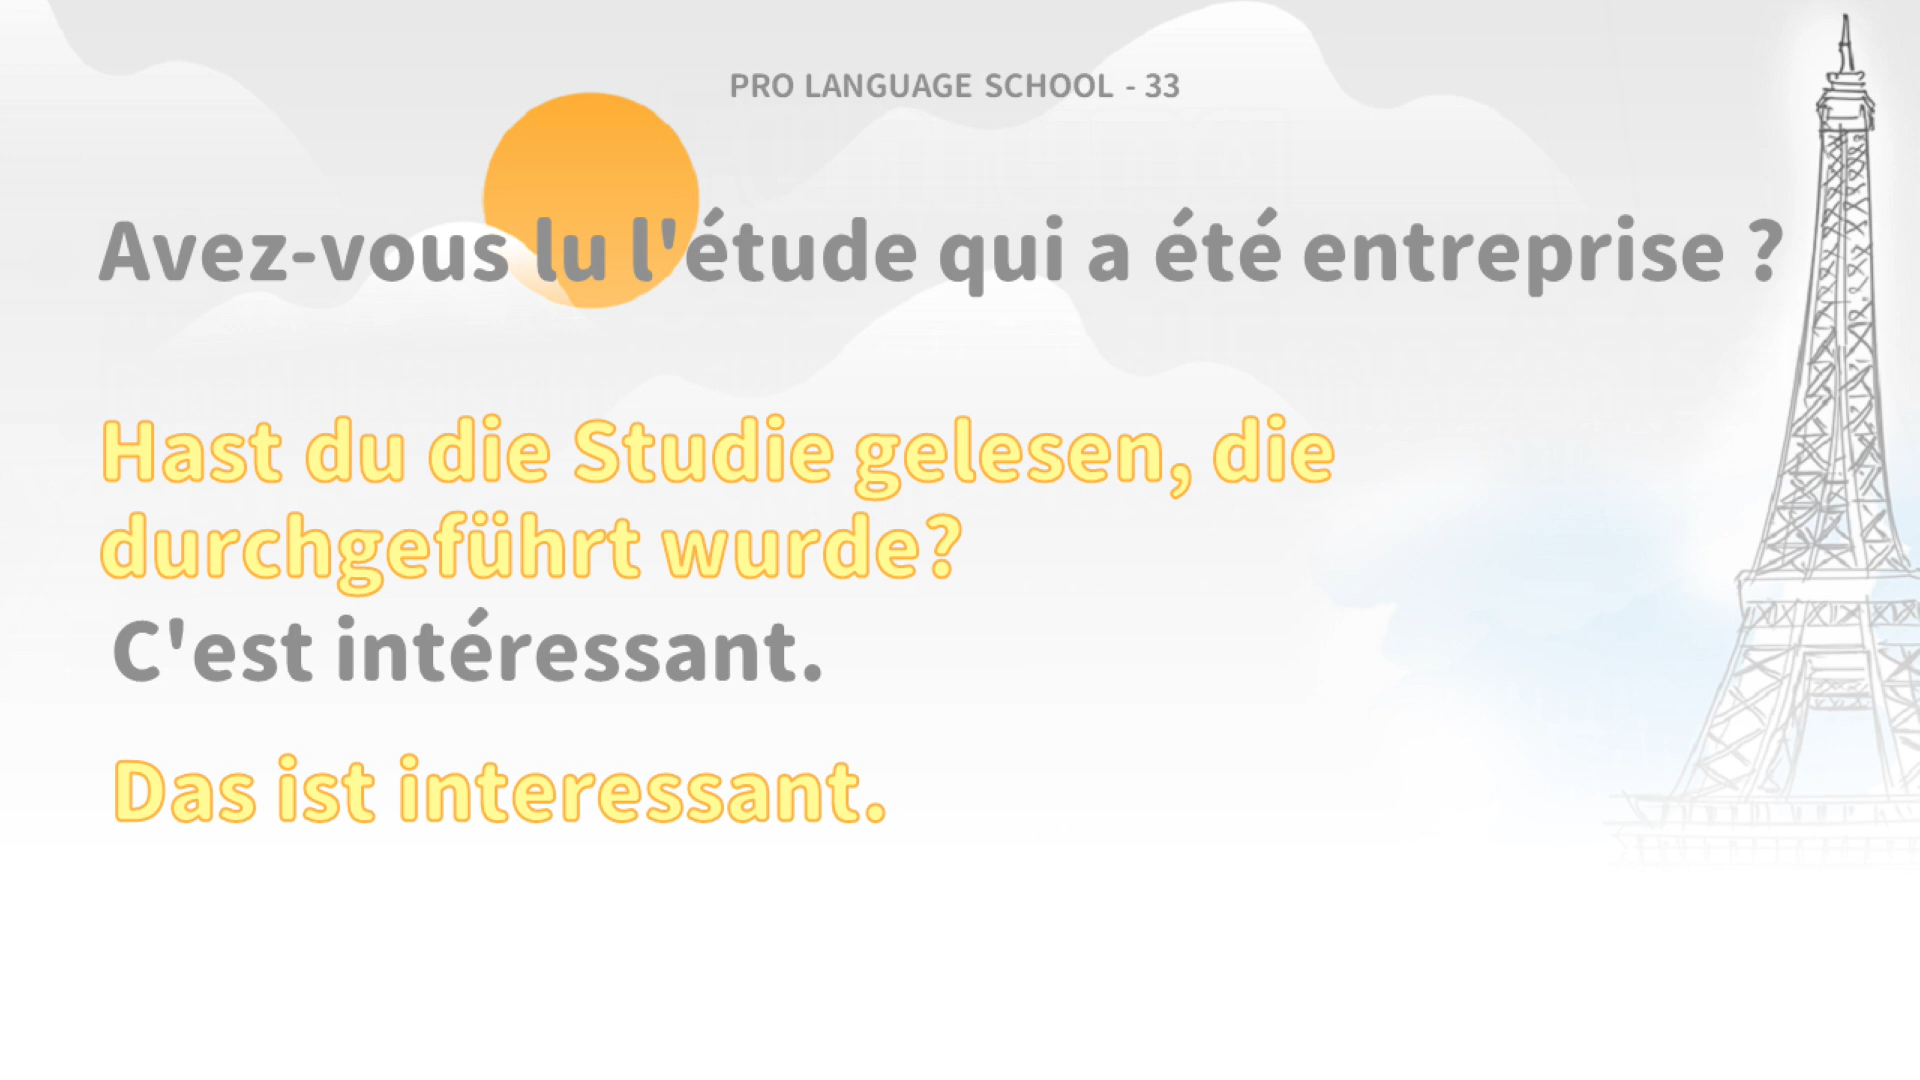 PRO LANGUAGE SCHOOL - 33
Avez-vous lu l'étude qui a été entreprise ?
Hast du die Studie gelesen, die
durchgeführt wurde?
C'est intéressant.
Das ist interessant.